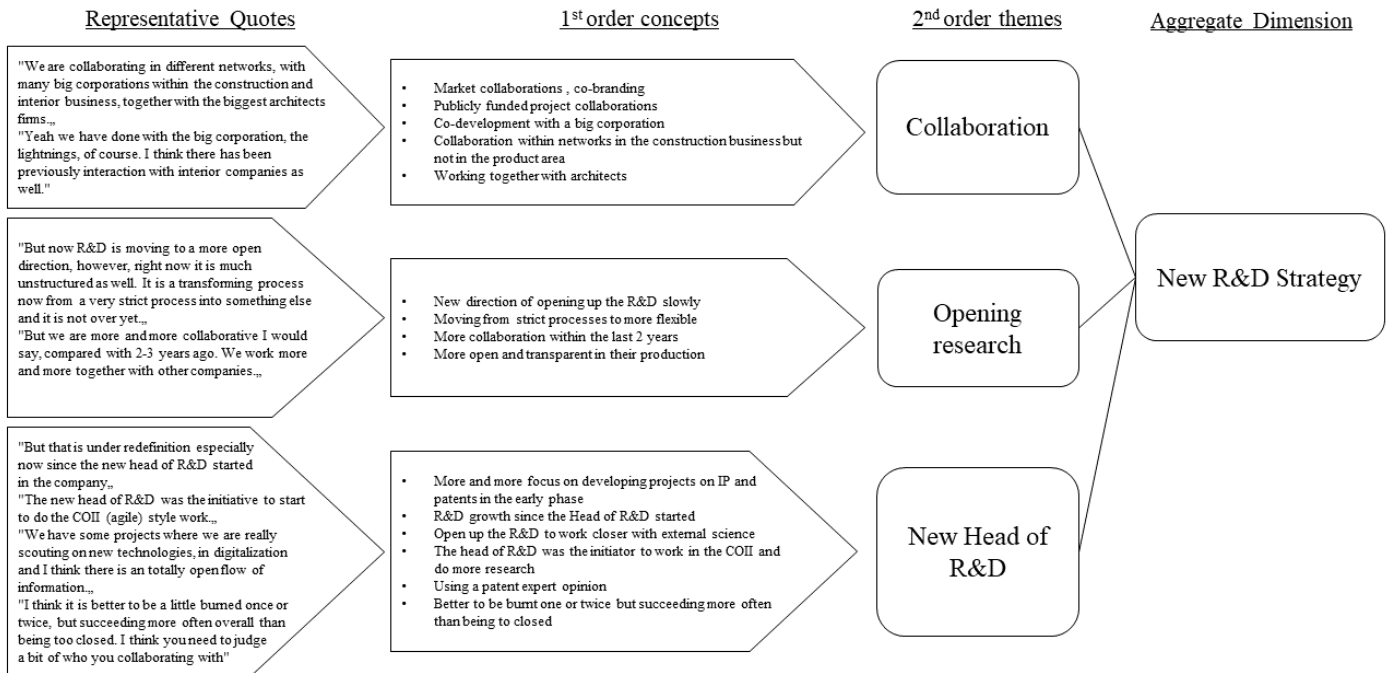 Representative Quotes
1st order concepts
2nd order themes
Aggregate Dimension
"We are collaborating in different networks, with
many big corporations within the construction and
interior business, together with the biggest architects
firms.„
"Yeah we have done with the big corporation, the
lightnings, of course. I think there has been
previously interaction with interior companies as
well."
• Market collaborations , co-branding
• Publicly funded project collaborations
• Co-development with a big corporation
• Collaboration within networks in the construction business but
not in the product area
• Working together with architects
Collaboration
"But now R&D is moving to a more open
direction, however, right now it is much
unstructured as well. It is a transforming process
now from a very strict process into something else
and it is not over yet.„
"But we are more and more collaborative I would
say, compared with 2-3 years ago. We work more
and more together with other companies.„
• New direction of opening up the R&D slowly
• Moving from strict processes to more flexible
• More collaboration within the last 2 years
• More open and transparent in their production
Opening
research
New R&D Strategy
"But that is under redefinition especially
now since the new head of R&D started
in the company„
"The new head of R&D was the initiative to start
to do the COII (agile) style work.„
"We have some projects where we are really
scouting on new technologies, in digitalization
and I think there is an totally open flow of
information.„
"I think it is better to be a little burned once or
twice, but succeeding more often overall than
being too closed. I think you need to judge
a bit of who you collaborating with"
• More and more focus on developing projects on IP and
patents in the early phase
• R&D growth since the Head of R&D started
• Open up the R&D to work closer with external science
• The head of R&D was the initiator to work in the COII and
do more research
• Using a patent expert opinion
• Better to be burnt one or twice but succeeding more often
than being to closed
New Head of
R&D